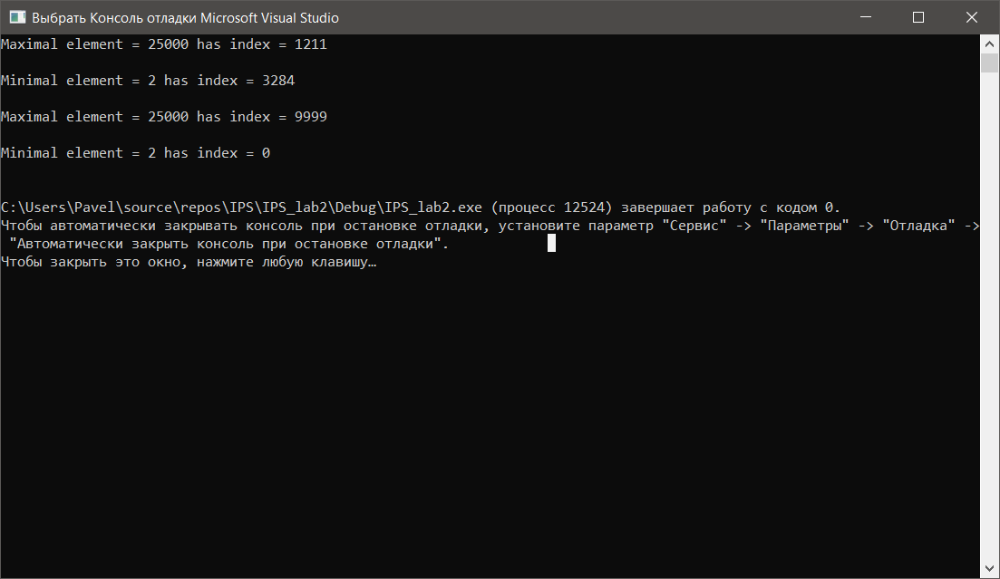 Выбрать Консоль отладки Microsoft Visual Studio
Maximal element = 25000 has index = 1211
Minimal element = 2 has index = 3284
Maximal element = 25000 has index = 9999
Minimal element = 2 has index = 0
C:\Users\Pavel\source\repos\IPS\IPS_lab2\Debug\IPS_lab2.exe (процесс 12524) завершает работу с кодом 0.
Чтобы автоматически закрывать консоль при остановке отладки, установите параметр "Сервис" -> "Параметры" -> "Отладка" ->
"Автоматически закрыть консоль при остановке отладки".
Чтобы закрыть это окно, нажмите любую клавишу…